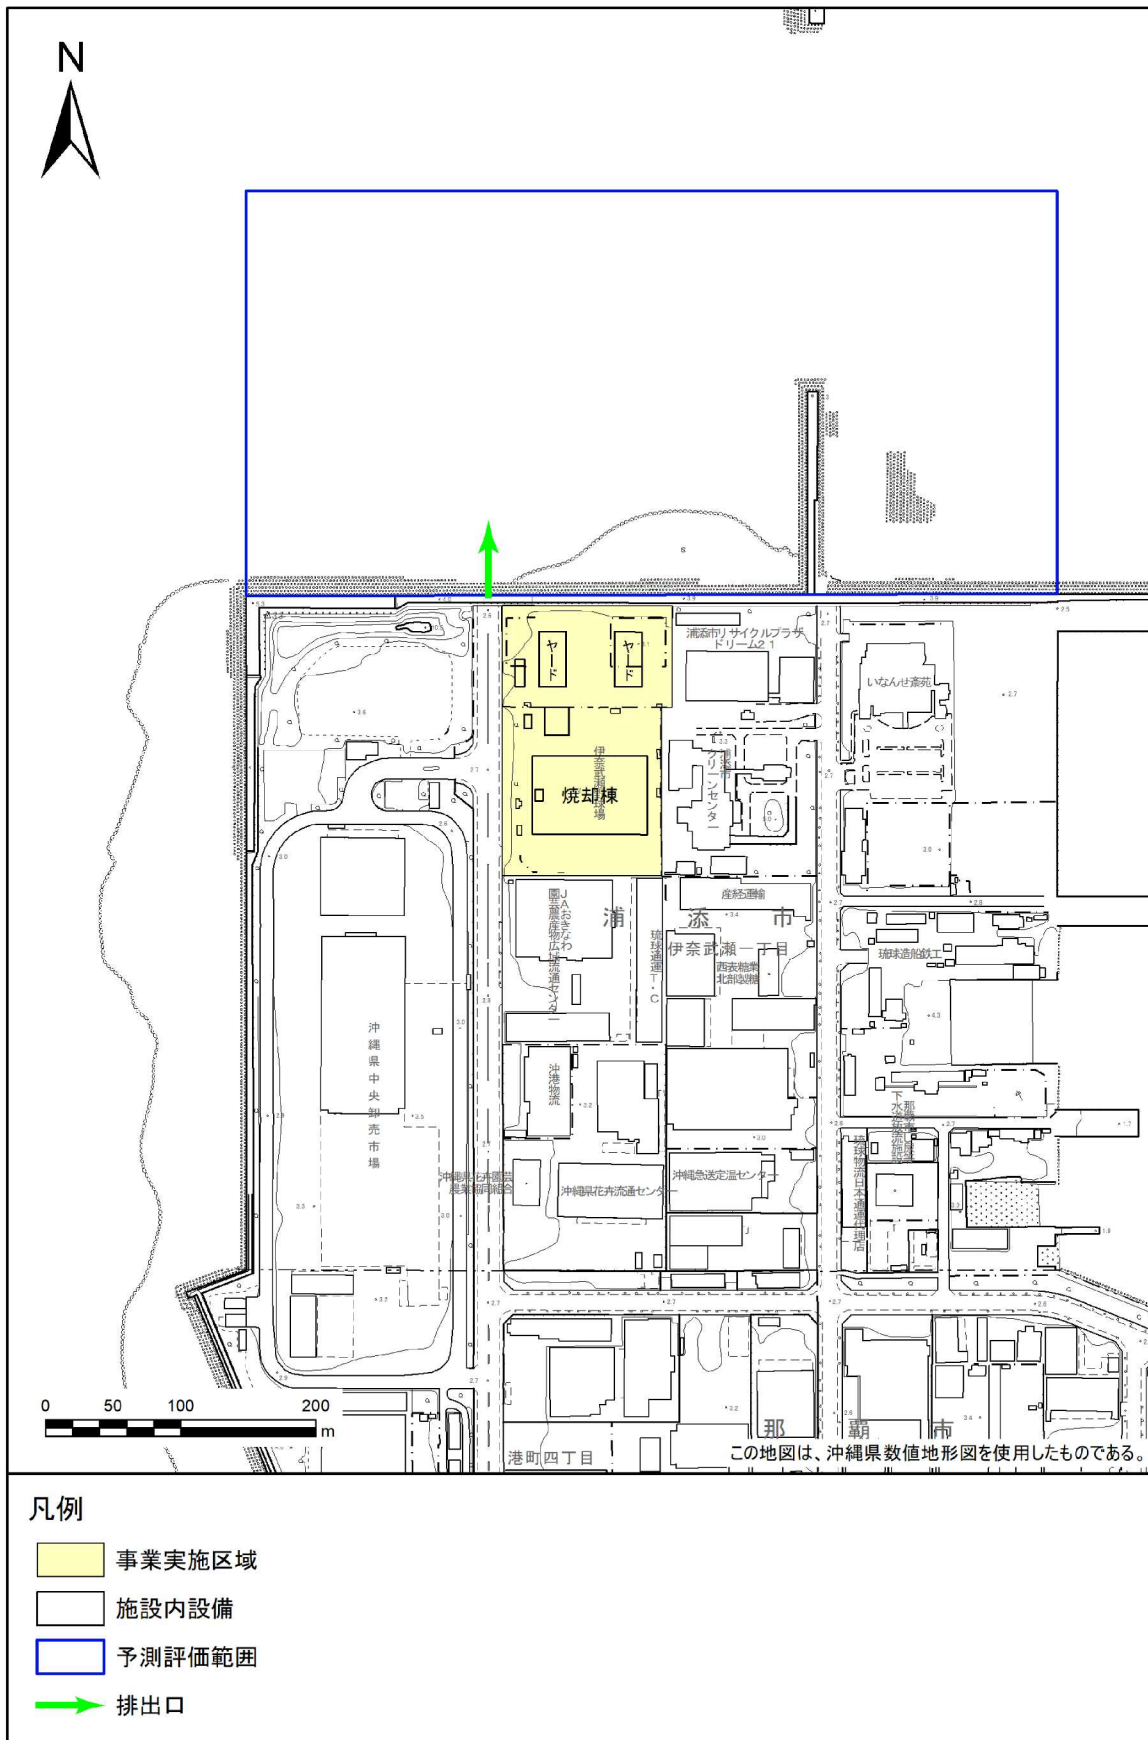 N
浦添市リサイクルプラザ
ドリーム21
ヤード
ヤード
いなんせ斎苑
浦添市
クリーンセンター
焼却棟
産経運輸
浦添市
伊奈武瀬一丁目
JAおきなわ
園芸農産物広域流通センター
琉球通運T・C
西表糖業
北部製糖
琉球造船鉄工
沖縄県中央卸売市場
沖港物流
沖縄県花卉園芸
農業協同組合
沖縄県花卉流通センター
沖縄急送定温センター
下水道放流施設
琉球物流日本通運代理店
0 50 100 200
m
那覇市
港町四丁目
この地図は、沖縄県数値地形図を使用したものである。
凡例
事業実施区域
施設内設備
予測評価範囲
排出口